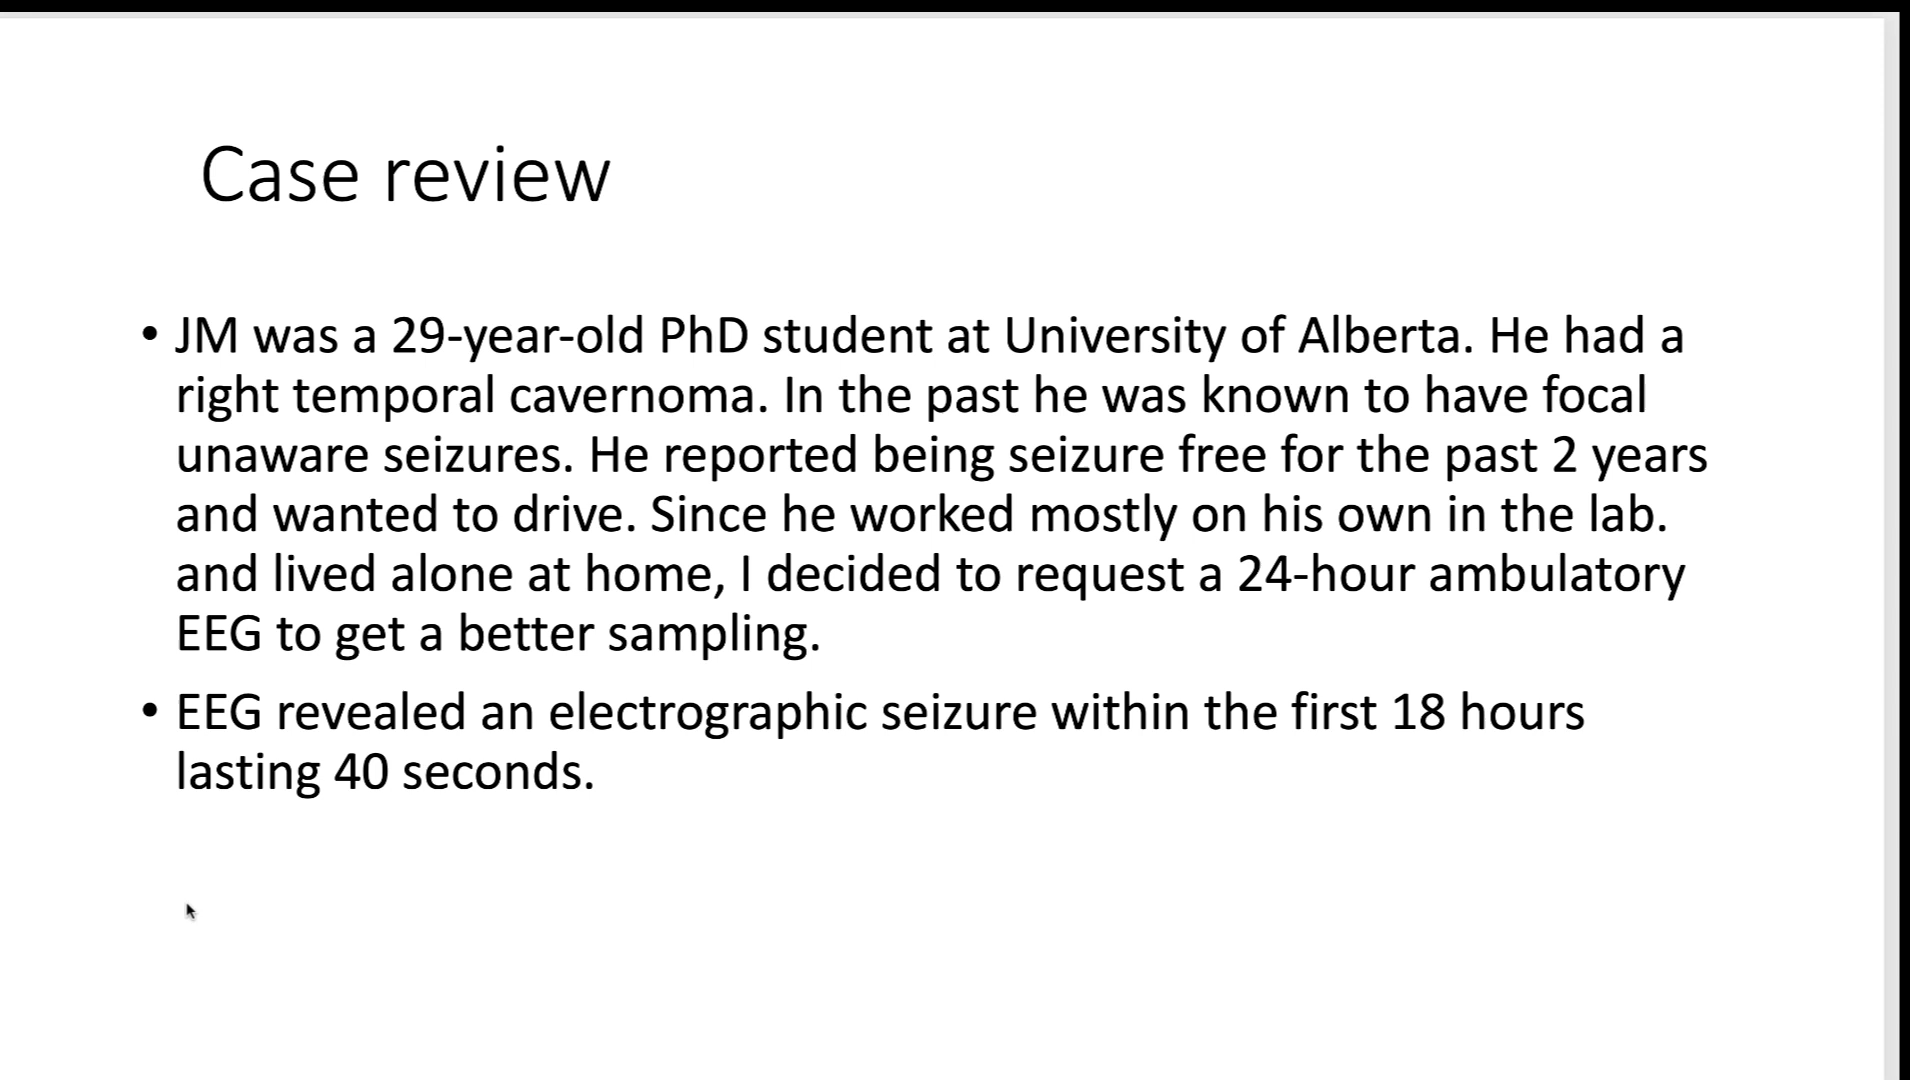 Case review
• JM was a 29-year-old PhD student at University of Alberta. He had a
right temporal cavernoma. In the past he was known to have focal
unaware seizures. He reported being seizure free for the past 2 years
and wanted to drive. Since he worked mostly on his own in the lab.
and lived alone at home, I decided to request a 24-hour ambulatory
EEG to get a better sampling.
• EEG revealed an electrographic seizure within the first 18 hours
lasting 40 seconds.